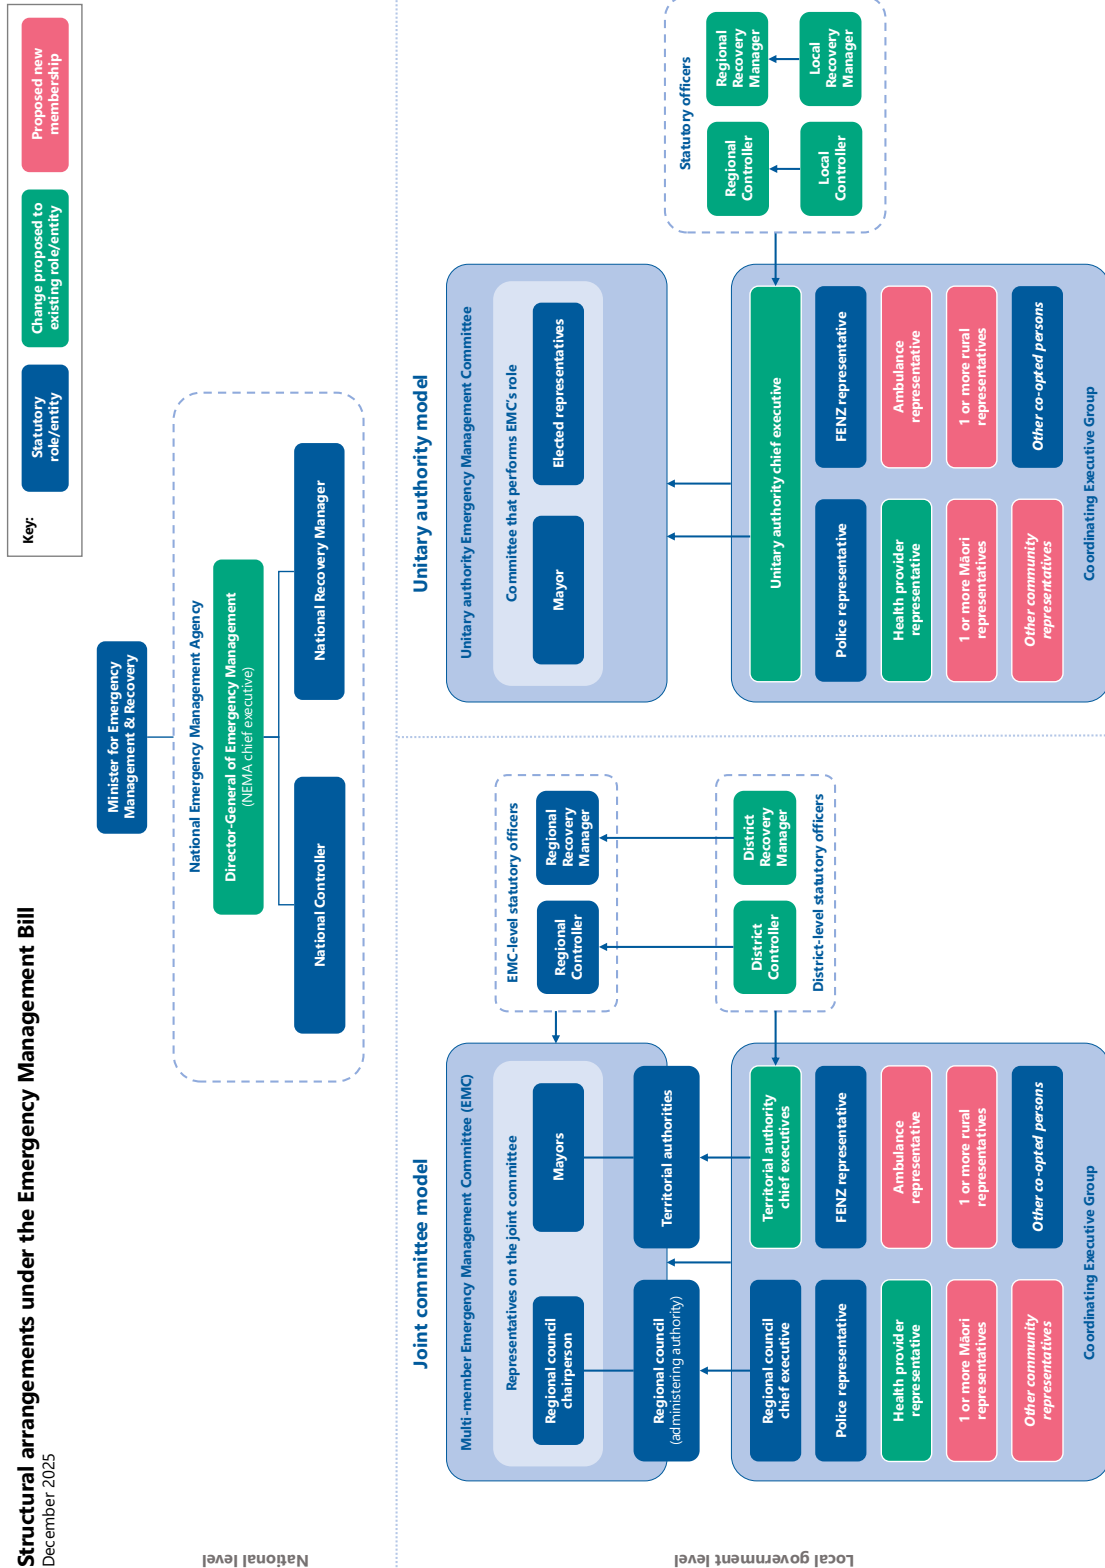 Structural arrangements under the Emergency Management Bill
December 2025
Key:
Statutory
role/entity
Change proposed to
existing role/entity
Proposed new
membership
National level
Minister for Emergency
Management & Recovery
National Emergency Management Agency
Director-General of Emergency Management
(NEMA chief executive)
National Controller
National Recovery Manager
Local government level
Joint committee model
Multi-member Emergency Management Committee (EMC)
Representatives on the joint committee
Regional council
chairperson
Mayors
Regional council
(administering authority)
Territorial authorities
EMC-level statutory officers
Regional
Controller
Regional
Recovery
Manager
District
Controller
District
Recovery
Manager
District-level statutory officers
Regional council
chief executive
Territorial authority
chief executives
Police representative
FENZ representative
Health provider
representative
Ambulance
representative
1 or more Māori
representatives
1 or more rural
representatives
Other community
representatives
Other co-opted persons
Coordinating Executive Group
Unitary authority model
Unitary authority Emergency Management Committee
Committee that performs EMC's role
Mayor
Elected representatives
Statutory officers
Regional
Controller
Regional
Recovery
Manager
Local
Controller
Local
Recovery
Manager
Unitary authority chief executive
Police representative
FENZ representative
Health provider
representative
Ambulance
representative
1 or more Māori
representatives
1 or more rural
representatives
Other community
representatives
Other co-opted persons
Coordinating Executive Group